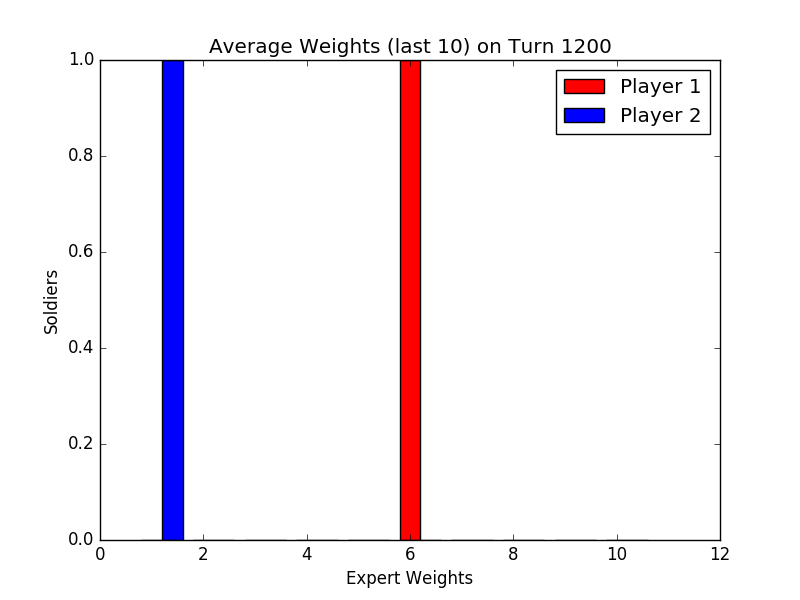 Average Weights (last 10) on Turn 1200
1.0
0.8
0.6
0.4
0.2
0.0
Soldiers
Player 1
Player 2
0 2 4 6 8 10 12
Expert Weights